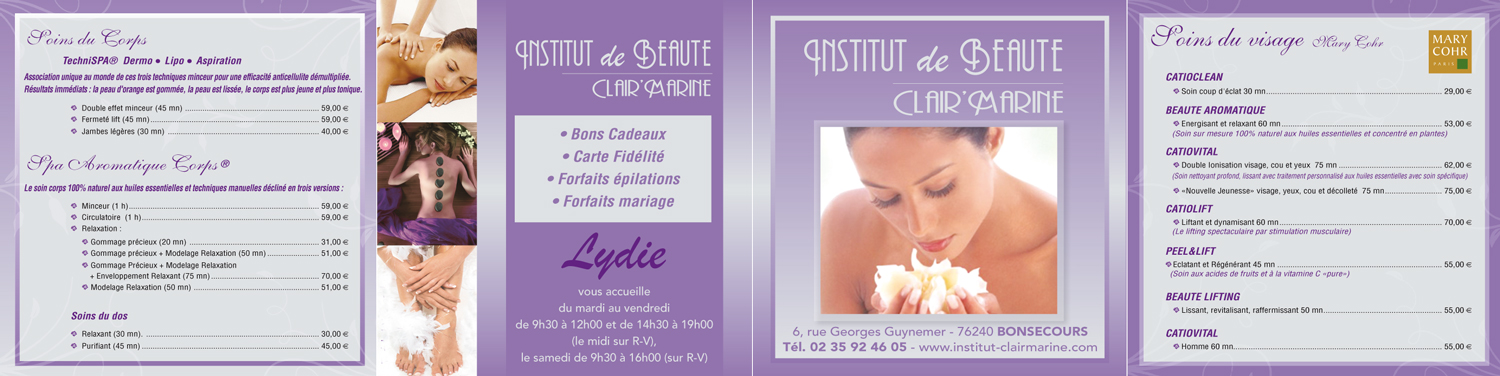 Soins du Corps
TechniSPA® Dermo • Lipo • Aspiration
Association unique au monde de ces trois techniques minceur pour une efficacité anticellulite démultipliée.
Résultats immédiats : la peau d'orange est gommée, la peau est lissée, le corps est plus jeune et plus tonique.
Double effet minceur (45 mn) 59,00 €
Fermeté lift (45 mn) 59,00 €
Jambes légères (30 mn) 40,00 €
Spa Aromatique Corps®
Le soin corps 100% naturel aux huiles essentielles et techniques manuelles décliné en trois versions :
Minceur (1 h) 59,00 €
Circulatoire (1 h) 59,00 €
Relaxation :
Gommage précieux (20 mn) 31,00 €
Gommage précieux + Modelage Relaxation (50 mn) 51,00 €
Gommage Précieux + Modelage Relaxation
+ Enveloppement Relaxant (75 mn) 70,00 €
Modelage Relaxation (50 mn) 51,00 €
Soins du dos
Relaxant (30 mn). 30,00 €
Purifiant (45 mn) 45,00 €
INSTITUT de BEAUTE
CLAIR'MARINE
• Bons Cadeaux
• Carte Fidélité
• Forfaits épilations
• Forfaits mariage
Lydie
vous accueille
du mardi au vendredi
de 9h30 à 12h00 et de 14h30 à 19h00
(le midi sur R-V),
le samedi de 9h30 à 16h00 (sur R-V)
INSTITUT de BEAUTE
CLAIR'MARINE
6, rue Georges Guynemer - 76240 BONSECOURS
Tél. 02 35 92 46 05 - www.institut-clairmarine.com
Soins du visage Mary Cohr
MARY
COHR
PARIS
CATIOCLEAN
Soin coup d'éclat 30 mn 29,00 €
BEAUTE AROMATIQUE
Energisant et relaxant 60 mn 53,00 €
(Soin sur mesure 100% naturel aux huiles essentielles et concentré en plantes)
CATIOVITAL
Double Ionisation visage, cou et yeux 75 mn 62,00 €
(Soin nettoyant profond, lissant avec traitement personnalisé aux huiles essentielles avec soin spécifique)
«Nouvelle Jeunesse» visage, yeux, cou et décolleté 75 mn 75,00 €
CATIOLIFT
Liftant et dynamisant 60 mn 70,00 €
(Le lifting spectaculaire par stimulation musculaire)
PEEL&LIFT
Eclatant et Régénérant 45 mn 55,00 €
(Soin aux acides de fruits et à la vitamine C «pure»)
BEAUTE LIFTING
Lissant, revitalisant, raffermissant 50 mn 55,00 €
CATIOVITAL
Homme 60 mn 55,00 €